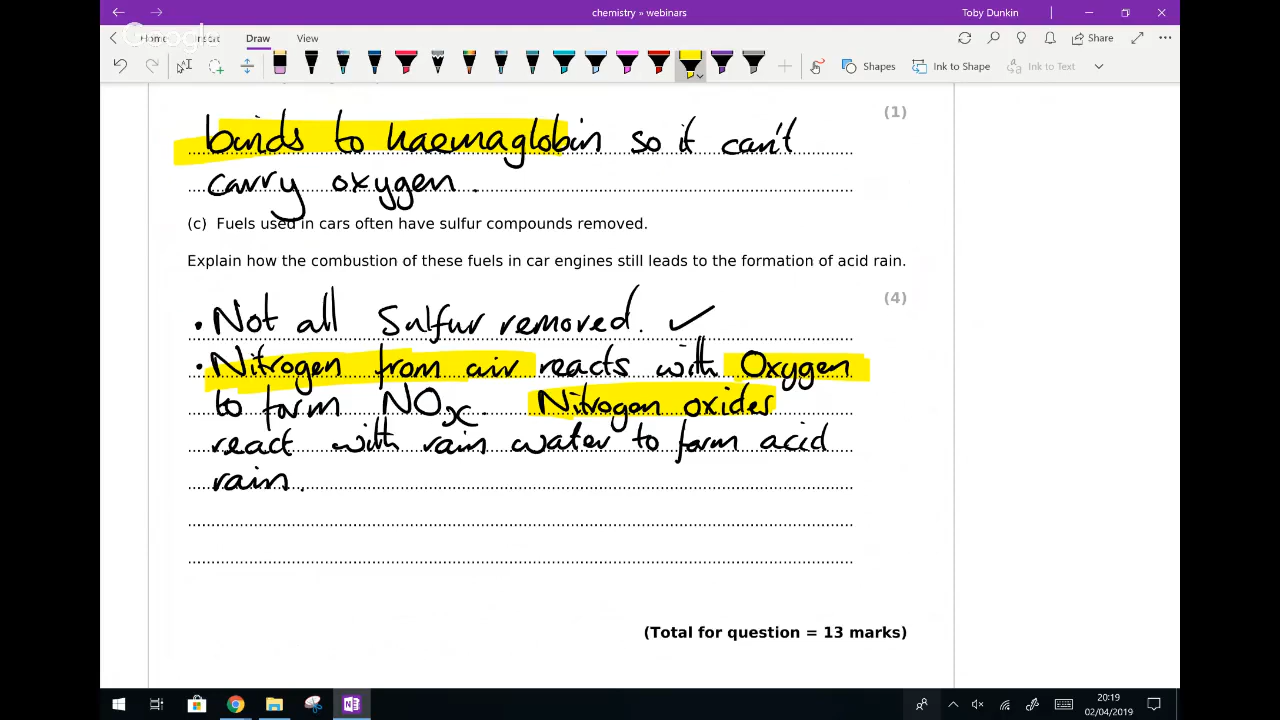 chemistry » webinars
Toby Dunkin
Google
Home Insert Draw View
Share
Shapes
Ink to Shape
Ink to Text
(1)
binds to haemaglobin so it can't
carry oxygen.
(c) Fuels used in cars often have sulfur compounds removed.
Explain how the combustion of these fuels in car engines still leads to the formation of acid rain.
(4)
• Not all Sulfur removed. ✓
• Nitrogen from air reacts with Oxygen
to form NOx. Nitrogen oxides
react with rain water to form acid
rain.
(Total for question = 13 marks)
20:19
02/04/2019